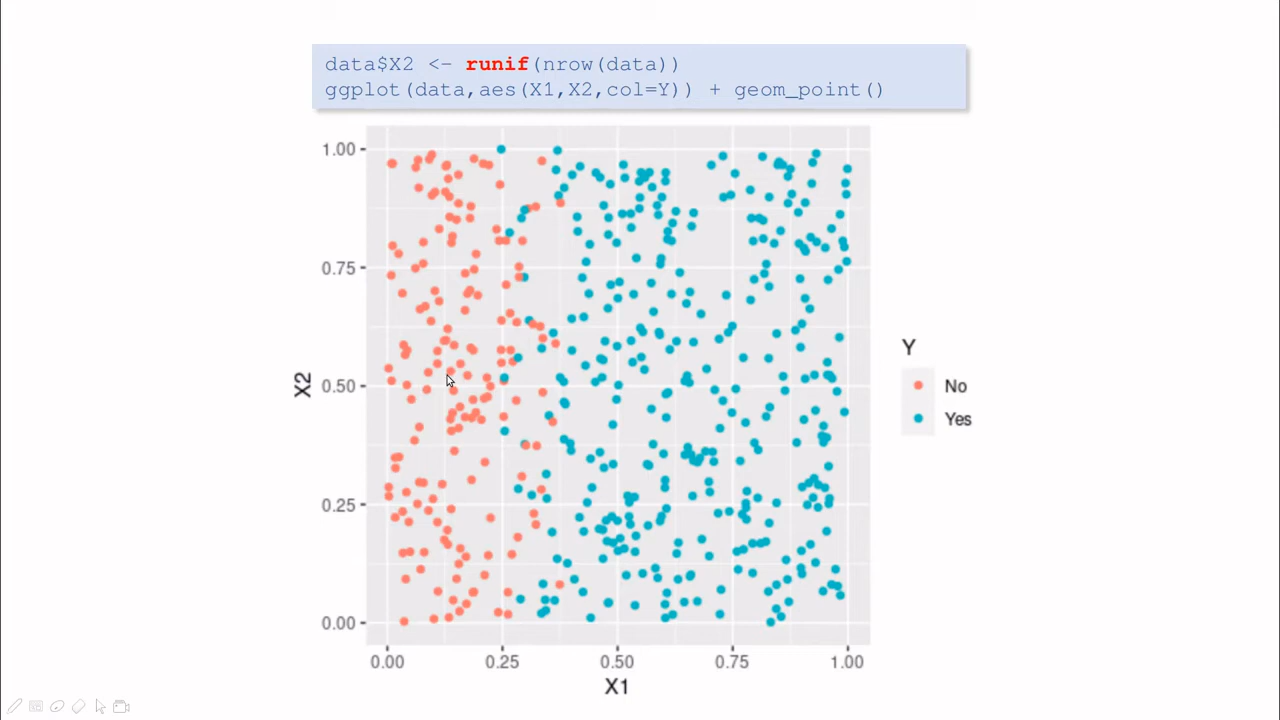 data$X2 <- runif(nrow(data))
ggplot(data,aes(X1,X2,col=Y)) + geom_point()
1.00
0.75
0.50
0.25
0.00
X2
0.00 0.25 0.50 0.75 1.00
X1
Y
No
Yes